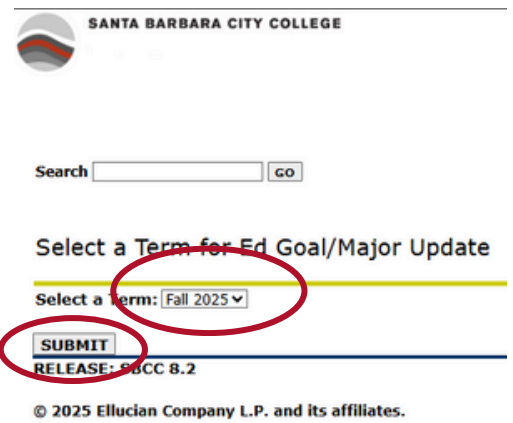 SANTA BARBARA CITY COLLEGE
Search GO
Select a Term for Ed Goal/Major Update
Select a Term: Fall 2025
SUBMIT
RELEASE: SBCC 8.2
© 2025 Ellucian Company L.P. and its affiliates.